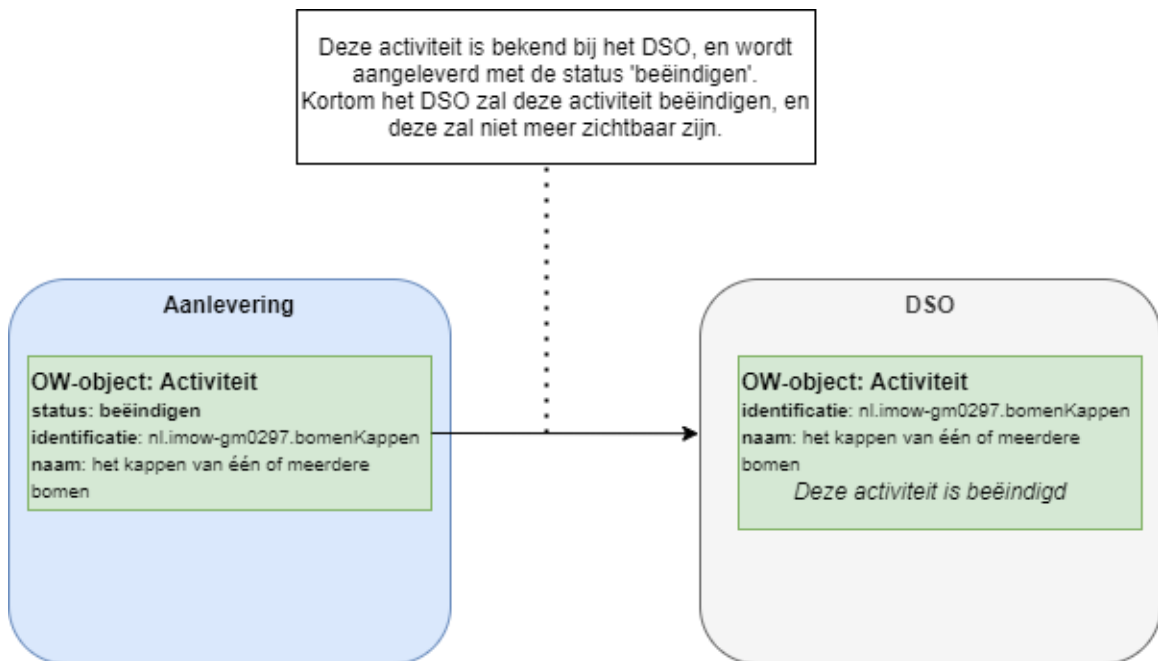 Deze activiteit is bekend bij het DSO, en wordt
aangeleverd met de status 'beëindigen'.
Kortom het DSO zal deze activiteit beëindigen, en
deze zal niet meer zichtbaar zijn.
Aanlevering
OW-object: Activiteit
status: beëindigen
identificatie: nl.imow-gm0297.bomenKappen
naam: het kappen van één of meerdere
bomen
DSO
OW-object: Activiteit
identificatie: nl.imow-gm0297.bomenKappen
naam: het kappen van één of meerdere
bomen
Deze activiteit is beëindigd